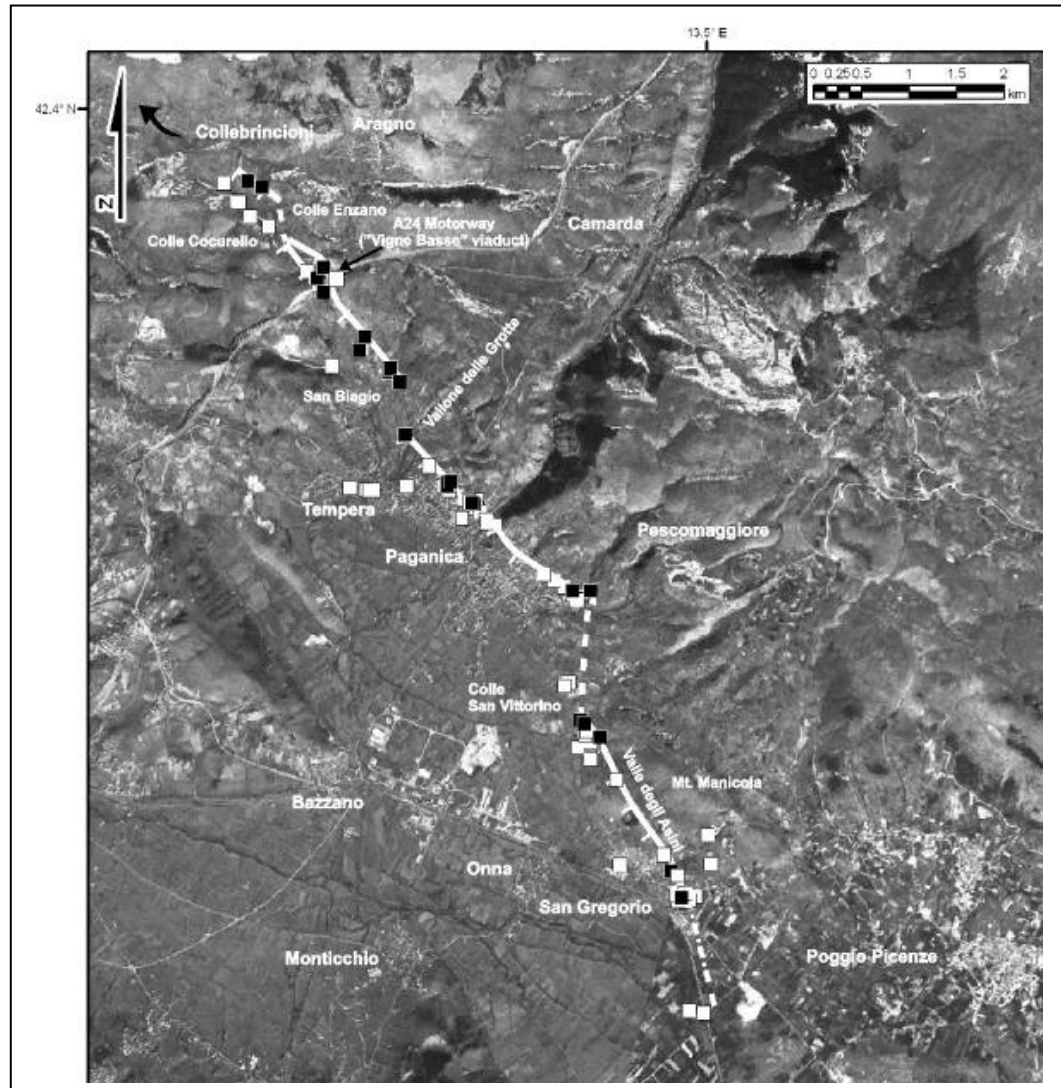 13.5° E
0 0.25 0.5 1 1.5 2
km
42.4° N
Aragno
Collebrincioni
N
Colle Enzano
A24 Motorway
("Vigne Basse" viaduct)
Camarda
Colle Cocurello
Vallone delle Grotte
San Biagio
Tempera
Pescomaggiore
Paganica
Colle
San Vittorino
Valle degli Asini
Mt. Manicola
Bazzano
Onna
San Gregorio
Monticchio
Poggio Picenze